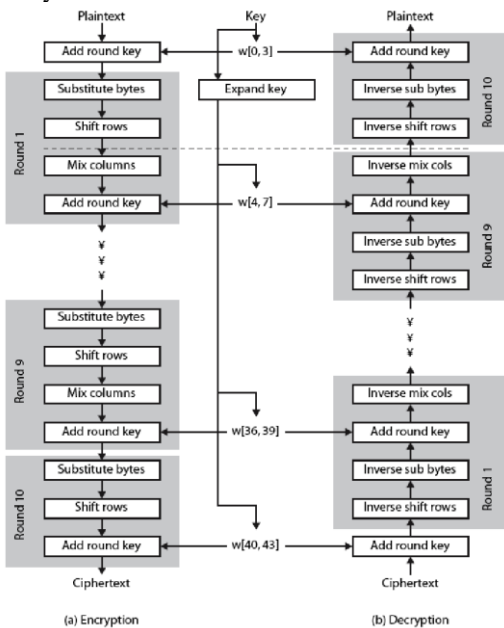 Plaintext
Key
Plaintext
Add round key
w[0, 3]
Add round key
Substitute bytes
Expand key
Inverse sub bytes
Round 1
Shift rows
Inverse shift rows
Round 10
Mix columns
Inverse mix cols
Add round key
w[4, 7]
Add round key
Round 9
Inverse sub bytes
Inverse shift rows
¥
¥
¥
Substitute bytes
Round 9
Shift rows
¥
¥
¥
Mix columns
Inverse mix cols
Add round key
w[36, 39]
Add round key
Substitute bytes
Inverse sub bytes
Round 10
Shift rows
Inverse shift rows
Round 1
Add round key
w[40, 43]
Add round key
Ciphertext
Ciphertext
(a) Encryption
(b) Decryption